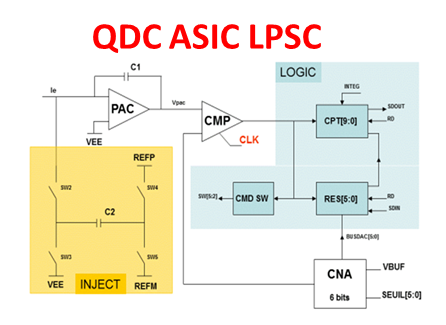 QDC ASIC LPSC
C1
LOGIC
INTEG
Ie
PAC
Vpac
CMP
CPT[9:0]
SDOUT
RD
VEE
CLK
REFP
SW2
SW4
SW[5:2]
CMD SW
RES[5:0]
RD
SDIN
C2
BUSDAC[5:0]
SW3
SW5
VEE
INJECT
REFM
CNA
6 bits
VBUF
SEUIL[5:0]